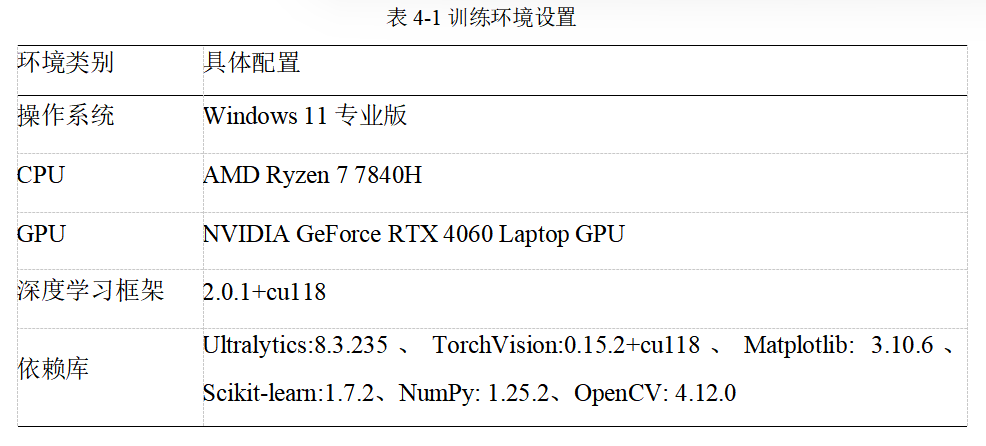 表 4-1 训练环境设置
环境类别 具体配置
操作系统 Windows 11 专业版
CPU AMD Ryzen 7 7840H
GPU NVIDIA GeForce RTX 4060 Laptop GPU
深度学习框架 2.0.1+cu118
依赖库 Ultralytics:8.3.235 、 TorchVision:0.15.2+cu118 、 Matplotlib: 3.10.6 、
Scikit-learn:1.7.2、NumPy: 1.25.2、OpenCV: 4.12.0